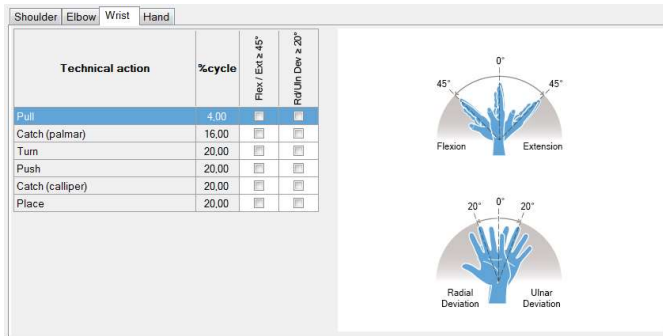 Shoulder Elbow Wrist Hand
Technical action %cycle Flex / Ext ≥ 45° Rd/Uln Dev ≥ 20°
Pull 4,00
Catch (palmar) 16,00
Turn 20,00
Push 20,00
Catch (calliper) 20,00
Place 20,00
0°
45° 45°
Flexion Extension
20° 0° 20°
Radial Ulnar
Deviation Deviation